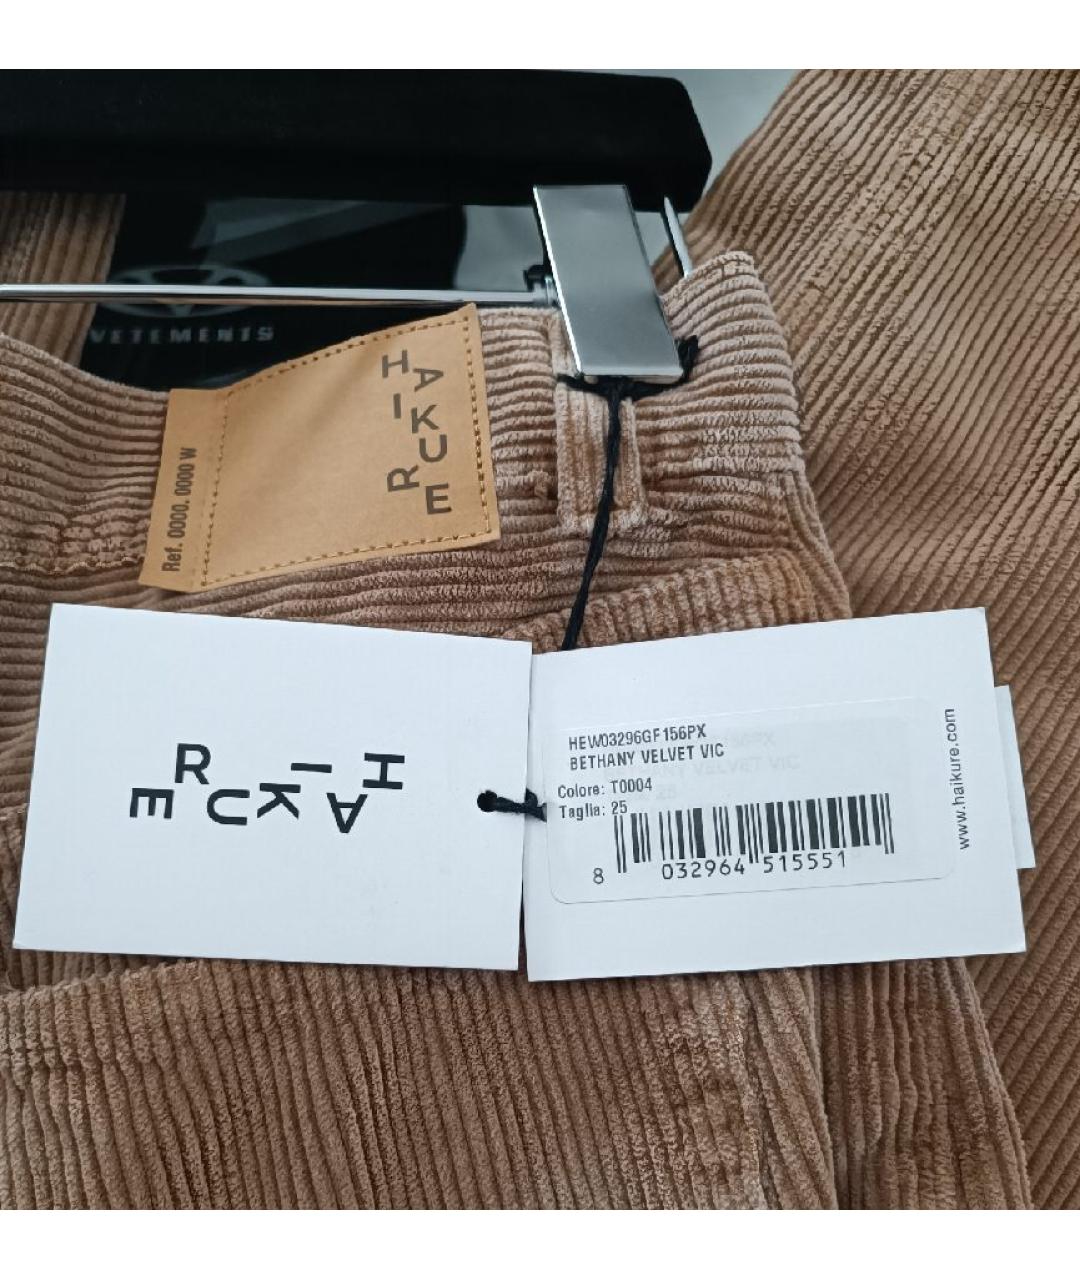 VETEMENTS
HAIKURE
Ref. 0000. 0000 W
HAIKURE
HEW03296GF156PX
BETHANY VELVET VIC
Colore: T0004
Taglia: 25
8 032964 515551
www.haikure.com